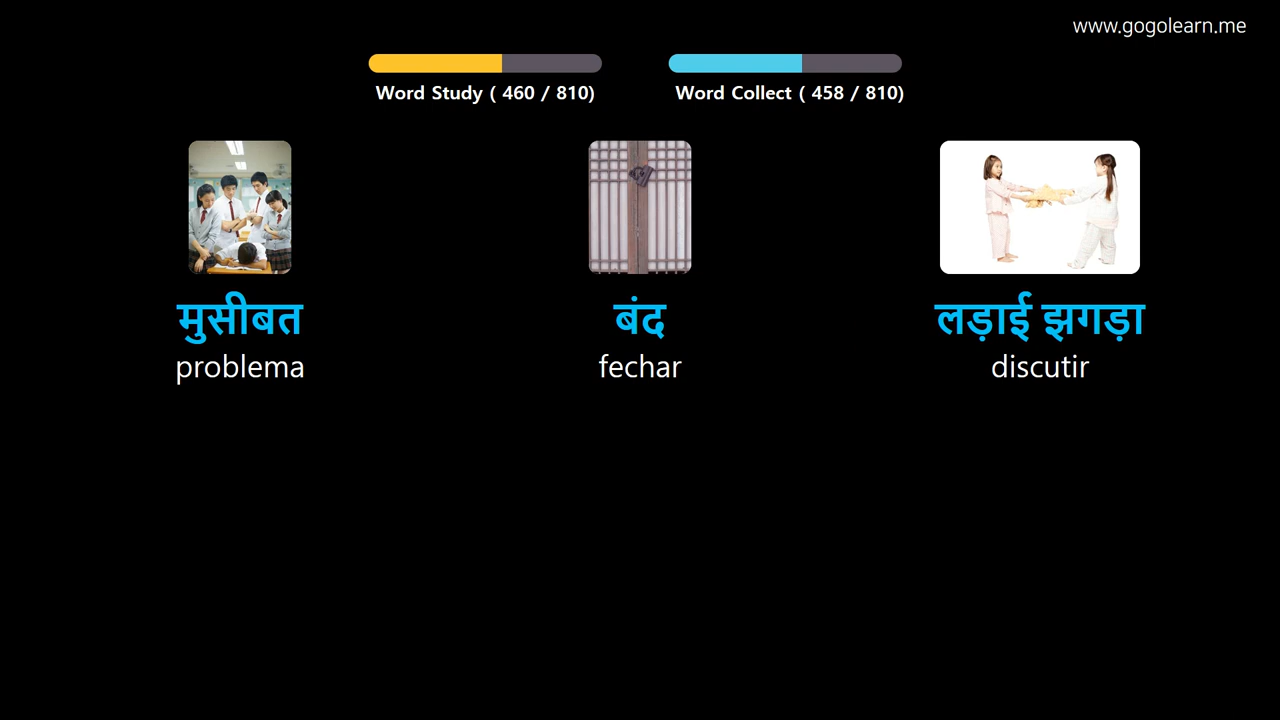 www.gogolearn.me
Word Study ( 460 / 810)
Word Collect ( 458 / 810)
मुसीबत
बंद
लड़ाई झगड़ा
problema
fechar
discutir